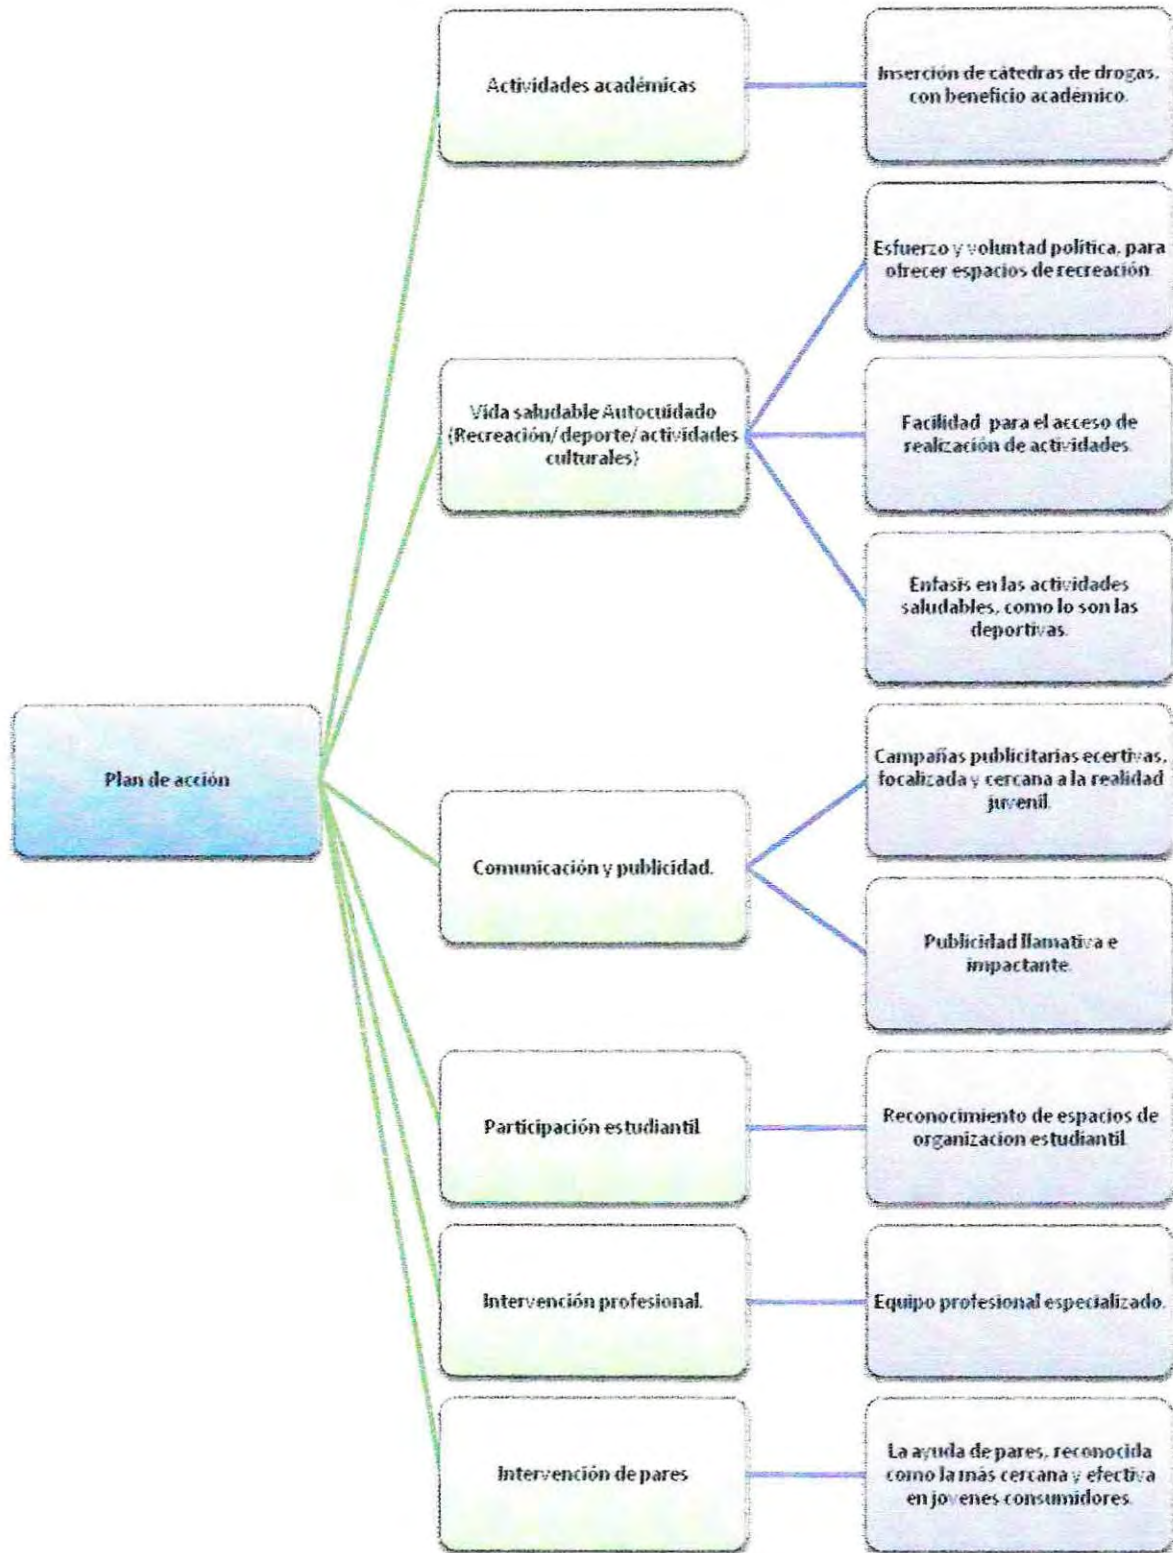 Actividades académicas
Inserción de cátedras de drogas,
con beneficio académico.
Esfuerzo y voluntad política, para
ofrecer espacios de recreación
Vida saludable Autocuidado
(Recreación/deporte/actividades
culturales)
Facilidad para el acceso de
realización de actividades.
Enfasis en las actividades
saludables, como lo son las
deportivas.
Plan de acción
Comunicación y publicidad.
Campañas publicitarias ecertivas,
focalizada y cercana a la realidad
juvenil.
Publicidad llamativa e
impactante.
Participación estudiantil
Reconocimiento de espacios de
organizacion estudiantil
Intervención profesional.
Equipo profesional especializado.
Intervención de pares
La ayuda de pares, reconocida
como la más cercana y efectiva
en jovenes consumidores.